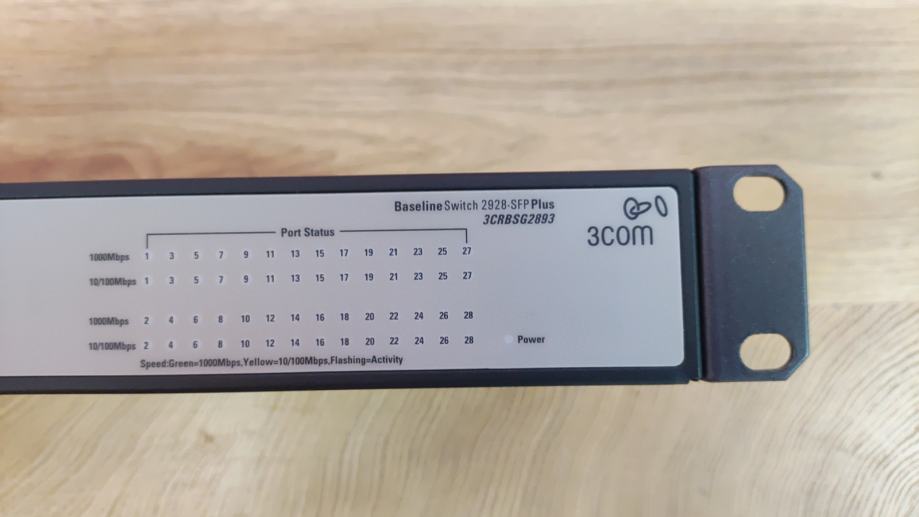 Baseline Switch 2928-SFP Plus
3CRBSG2893
3COM
Port Status
1000Mbps 1 3 5 7 9 11 13 15 17 19 21 23 25 27
10/100Mbps 1 3 5 7 9 11 13 15 17 19 21 23 25 27
1000Mbps 2 4 6 8 10 12 14 16 18 20 22 24 26 28
10/100Mbps 2 4 6 8 10 12 14 16 18 20 22 24 26 28
Power
Speed:Green=1000Mbps,Yellow=10/100Mbps,Flashing=Activity